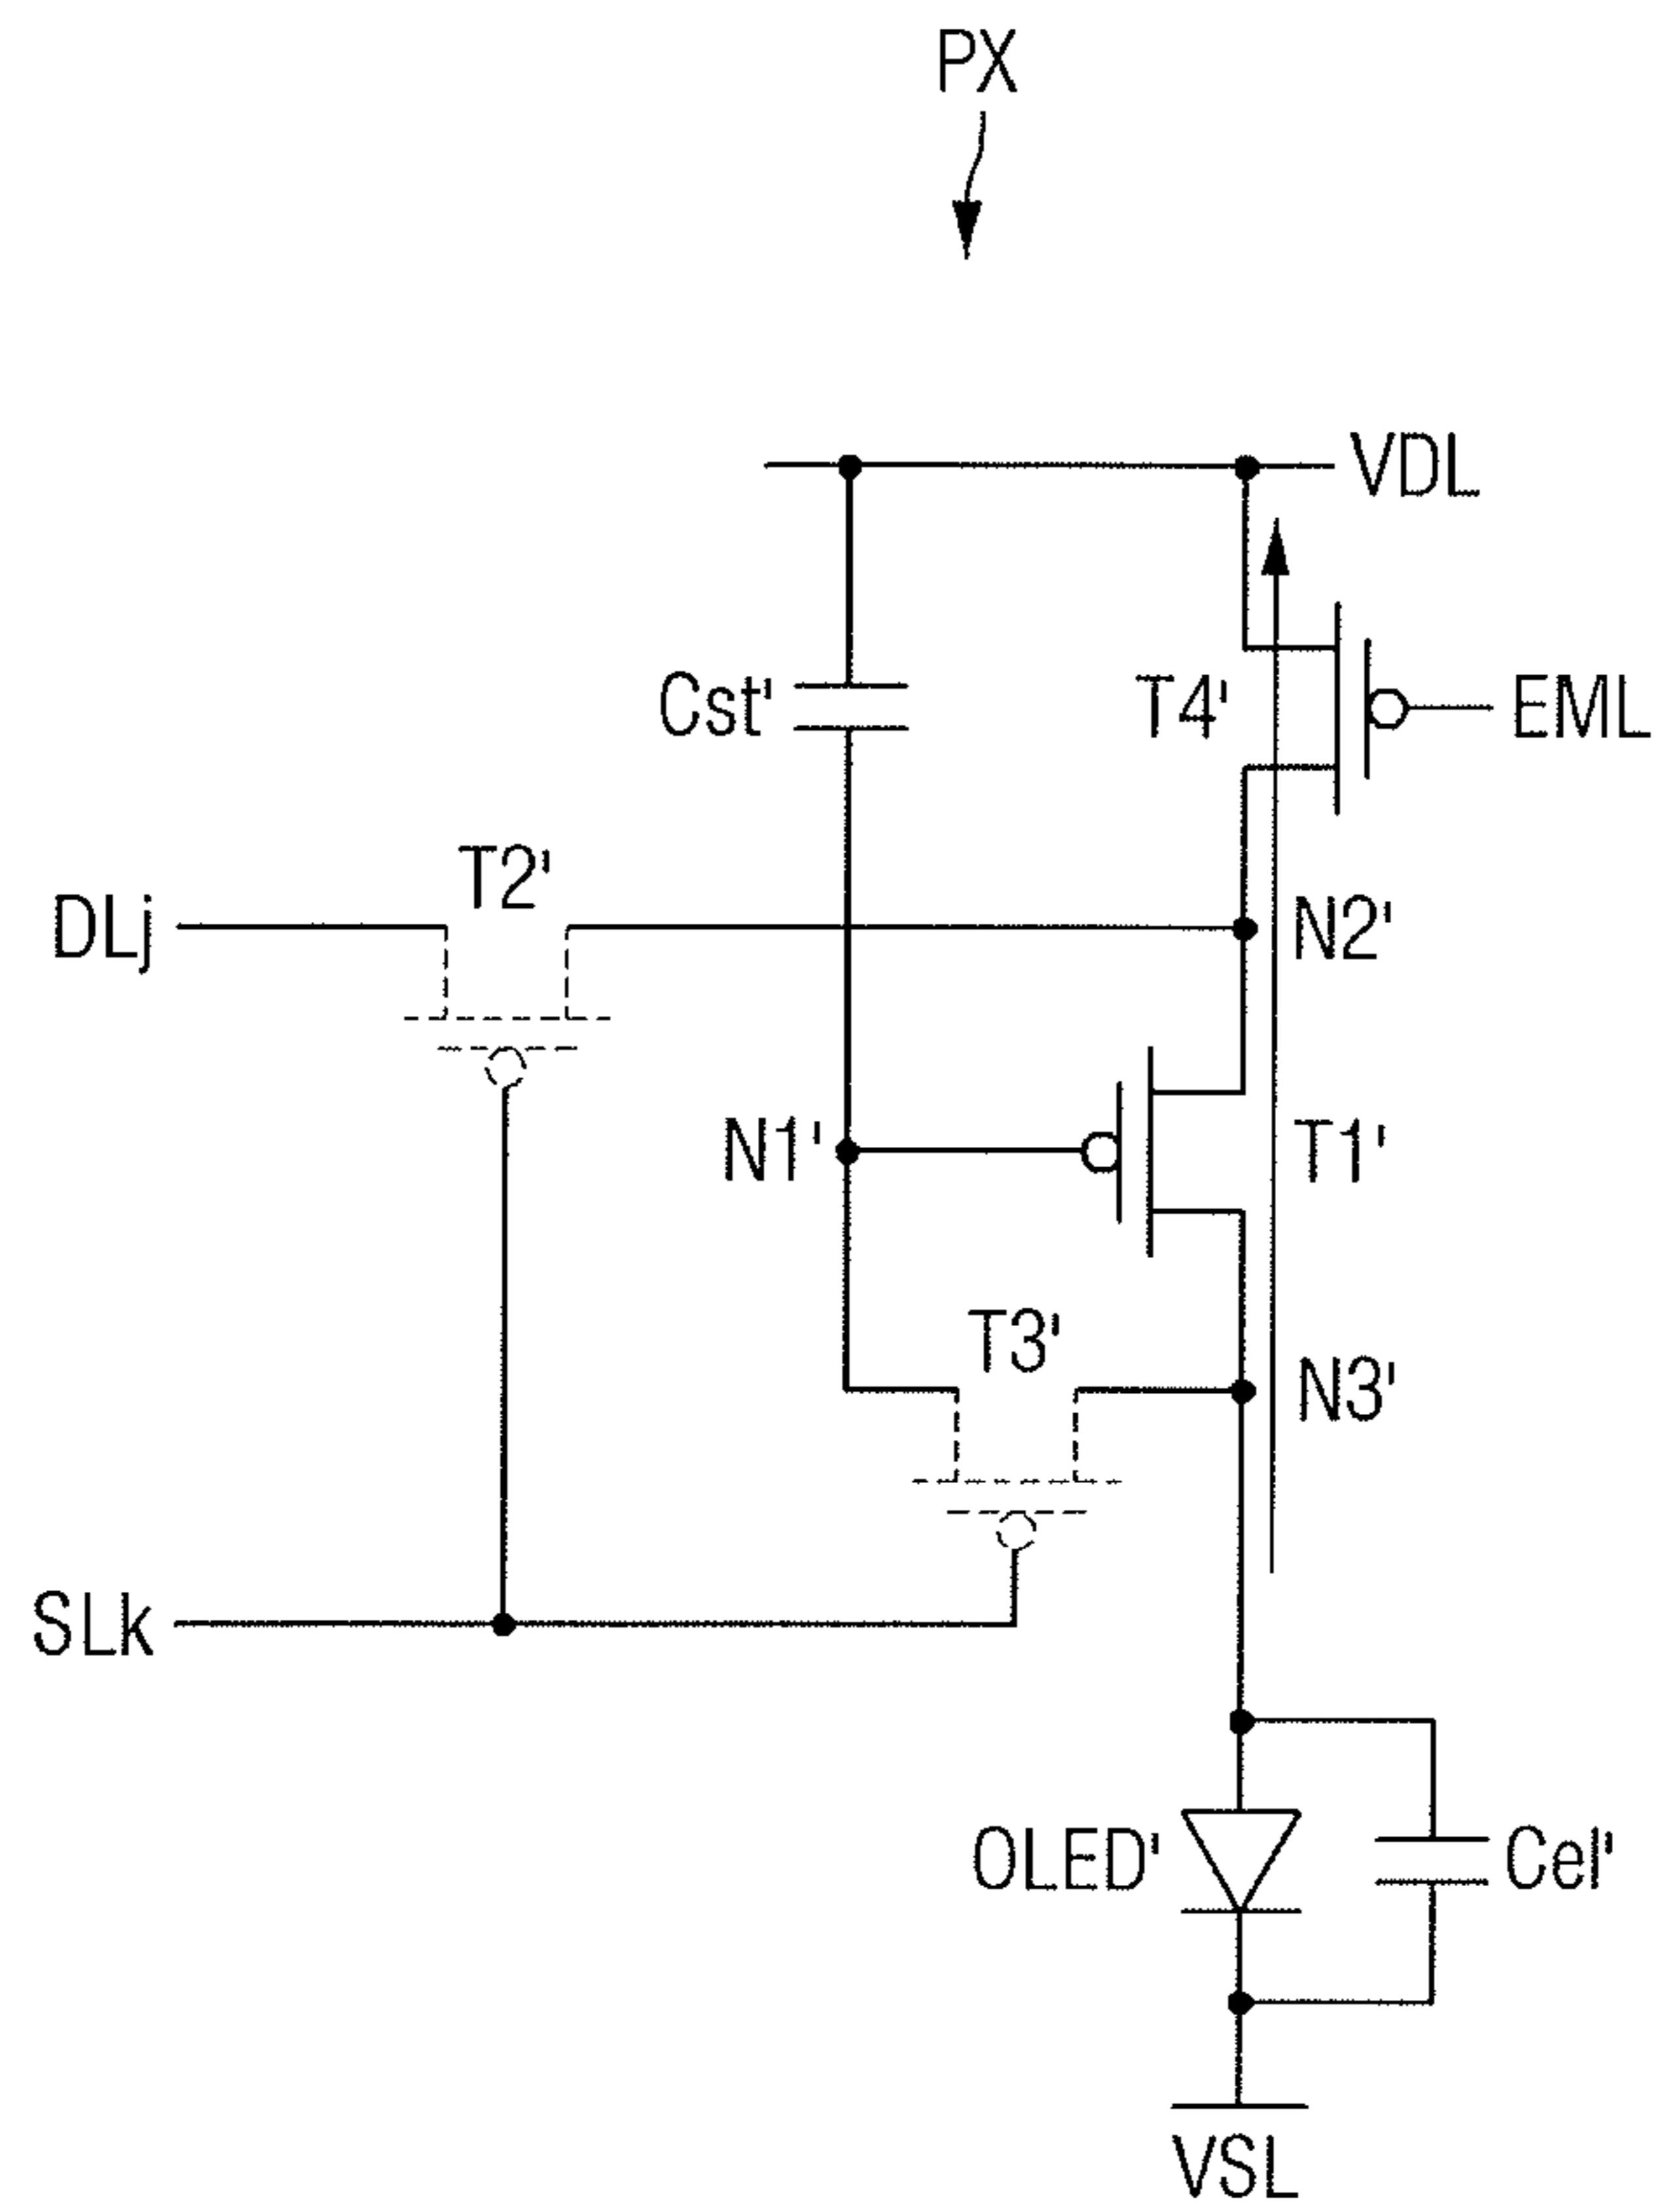 PX
VDL
Cst'
T4'
EML
T2'
DLj
N2'
N1'
T1'
T3'
N3'
SLk
OLED'
Cel'
VSL